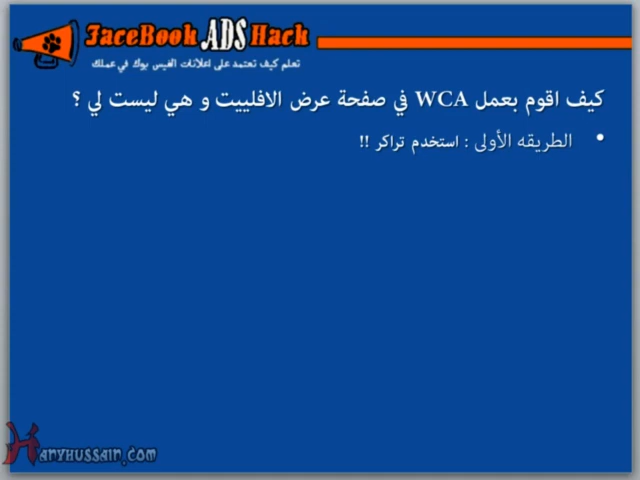 FaceBook ADS Hack
تعلم كيف تعتمد على اعلانات الفيس بوك في عملك
كيف اقوم بعمل WCA في صفحة عرض الافلييت و هي ليست لي ؟
• الطريقه الأولى : استخدم تراكر !!
HANYHUSSAIN.COM